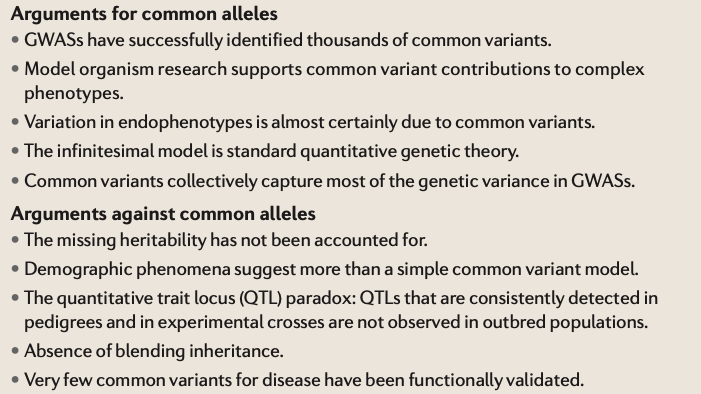 Arguments for common alleles
• GWASs have successfully identified thousands of common variants.
• Model organism research supports common variant contributions to complex
phenotypes.
• Variation in endophenotypes is almost certainly due to common variants.
• The infinitesimal model is standard quantitative genetic theory.
• Common variants collectively capture most of the genetic variance in GWASs.
Arguments against common alleles
• The missing heritability has not been accounted for.
• Demographic phenomena suggest more than a simple common variant model.
• The quantitative trait locus (QTL) paradox: QTLs that are consistently detected in
pedigrees and in experimental crosses are not observed in outbred populations.
• Absence of blending inheritance.
• Very few common variants for disease have been functionally validated.